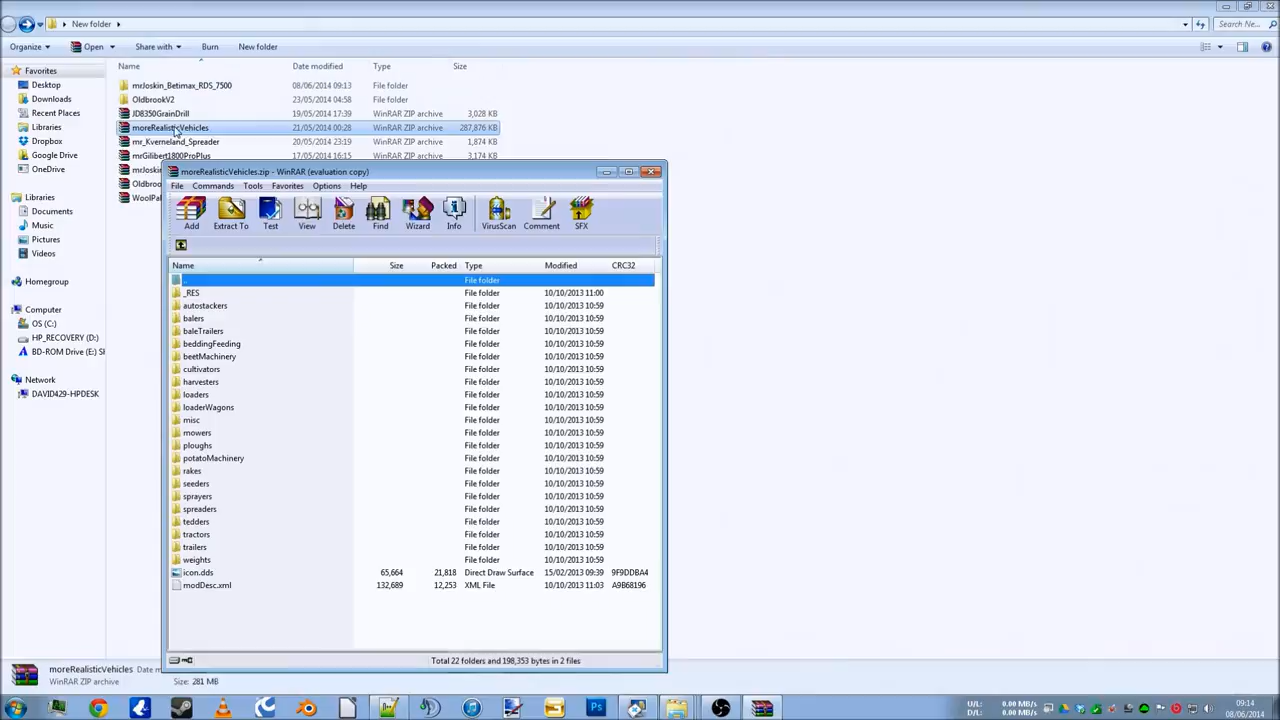 New folder
Search Ne...
Organize Open Share with Burn New folder
Name Date modified Type Size
Favorites
Desktop
Downloads
Recent Places
Libraries
Dropbox
Google Drive
OneDrive
Libraries
Documents
Music
Pictures
Videos
Homegroup
Computer
OS (C:)
HP_RECOVERY (D:)
BD-ROM Drive (E:) Sk
Network
DAVID429-HPDESK
mrJoskin_Betimax_RDS_7500 08/06/2014 09:13 File folder
OldbrookV2 23/05/2014 04:58 File folder
JD8350GrainDrill 19/05/2014 17:39 WinRAR ZIP archive 3,028 KB
moreRealisticVehicles 21/05/2014 00:28 WinRAR ZIP archive 287,876 KB
mr_Kverneland_Spreader 20/05/2014 23:19 WinRAR ZIP archive 1,874 KB
mrGilibert1800ProPlus 17/05/2014 16:15 WinRAR ZIP archive 3,174 KB
mrJoskin
Oldbroo
WoolPal
moreRealisticVehicles.zip - WinRAR (evaluation copy)
File Commands Tools Favorites Options Help
Add Extract To Test View Delete Find Wizard Info VirusScan Comment SFX
Name Size Packed Type Modified CRC32
.. File folder
_RES File folder 10/10/2013 11:00
autostackers File folder 10/10/2013 10:59
balers File folder 10/10/2013 10:59
baleTrailers File folder 10/10/2013 10:59
beddingFeeding File folder 10/10/2013 10:59
beetMachinery File folder 10/10/2013 10:59
cultivators File folder 10/10/2013 10:59
harvesters File folder 10/10/2013 10:59
loaders File folder 10/10/2013 10:59
loaderWagons File folder 10/10/2013 10:59
misc File folder 10/10/2013 10:59
mowers File folder 10/10/2013 10:59
ploughs File folder 10/10/2013 10:59
potatoMachinery File folder 10/10/2013 10:59
rakes File folder 10/10/2013 10:59
seeders File folder 10/10/2013 10:59
sprayers File folder 10/10/2013 10:59
spreaders File folder 10/10/2013 10:59
tedders File folder 10/10/2013 10:59
tractors File folder 10/10/2013 10:59
trailers File folder 10/10/2013 10:59
weights File folder 10/10/2013 10:59
icon.dds 65,664 21,818 Direct Draw Surface 15/02/2013 09:39 9F9DDBA4
modDesc.xml 132,689 12,253 XML File 10/10/2013 11:03 A9B68196
Total 22 folders and 198,353 bytes in 2 files
moreRealisticVehicles Date m
WinRAR ZIP archive Size: 281 MB
U/L: 0.00 MB/s
D/L: 0.00 MB/s
09:14
08/06/2014